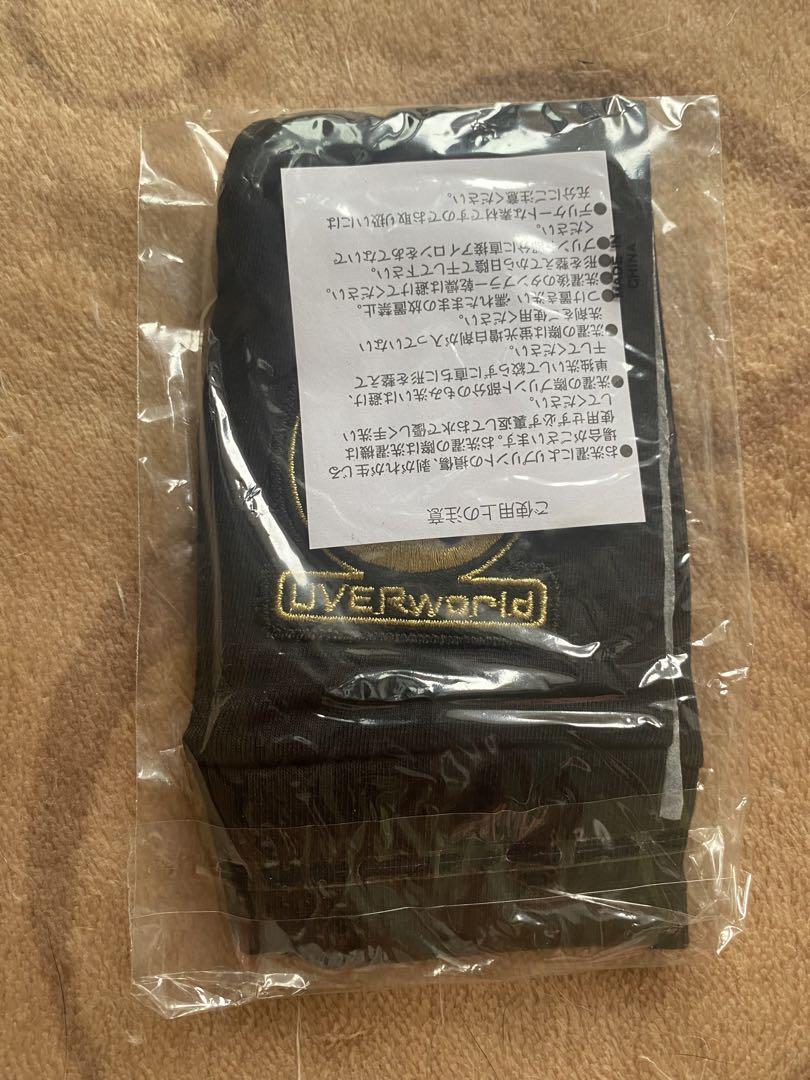 ご使用上の注意
●お洗濯によりプリントの損傷、剥がれが生じる
場合がございます。お洗濯の際は洗濯機は
使用せず必ず裏返してお水で優しく手洗い
してください。
●洗濯の際プリント部分のもみ洗いは避け、
単独洗いして絞らずに直ちに形を整えて
干してください。
●洗濯の際は蛍光増白剤が入っていない
洗剤をご使用ください。
●つけ置き洗い・濡れたままの放置禁止。
●洗濯後のタンブラー乾燥は避けてください。
●形を整えてから日陰で干して下さい。
●プリント部分に直接アイロンをあてないで
ください。
●デリケートな素材ですのでお取り扱いには
充分にご注意ください。
MADE IN
CHINA
UVERworld